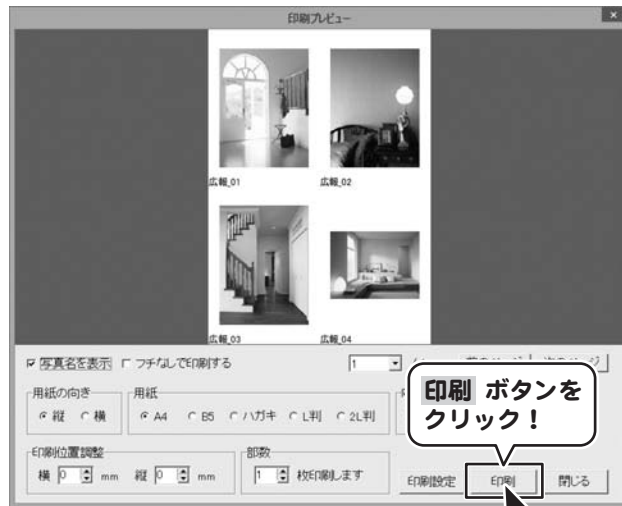 印刷プレビュー
広報_01 広報_02
広報_03 広報_04
写真名を表示 フチなしで印刷する 1
用紙の向き 用紙
縦 横 A4 B5 ハガキ L判 2L判
印刷 ボタンを
クリック！
印刷位置調整 部数
横 0 mm 縦 0 mm 1 枚印刷します
印刷設定 印刷 閉じる